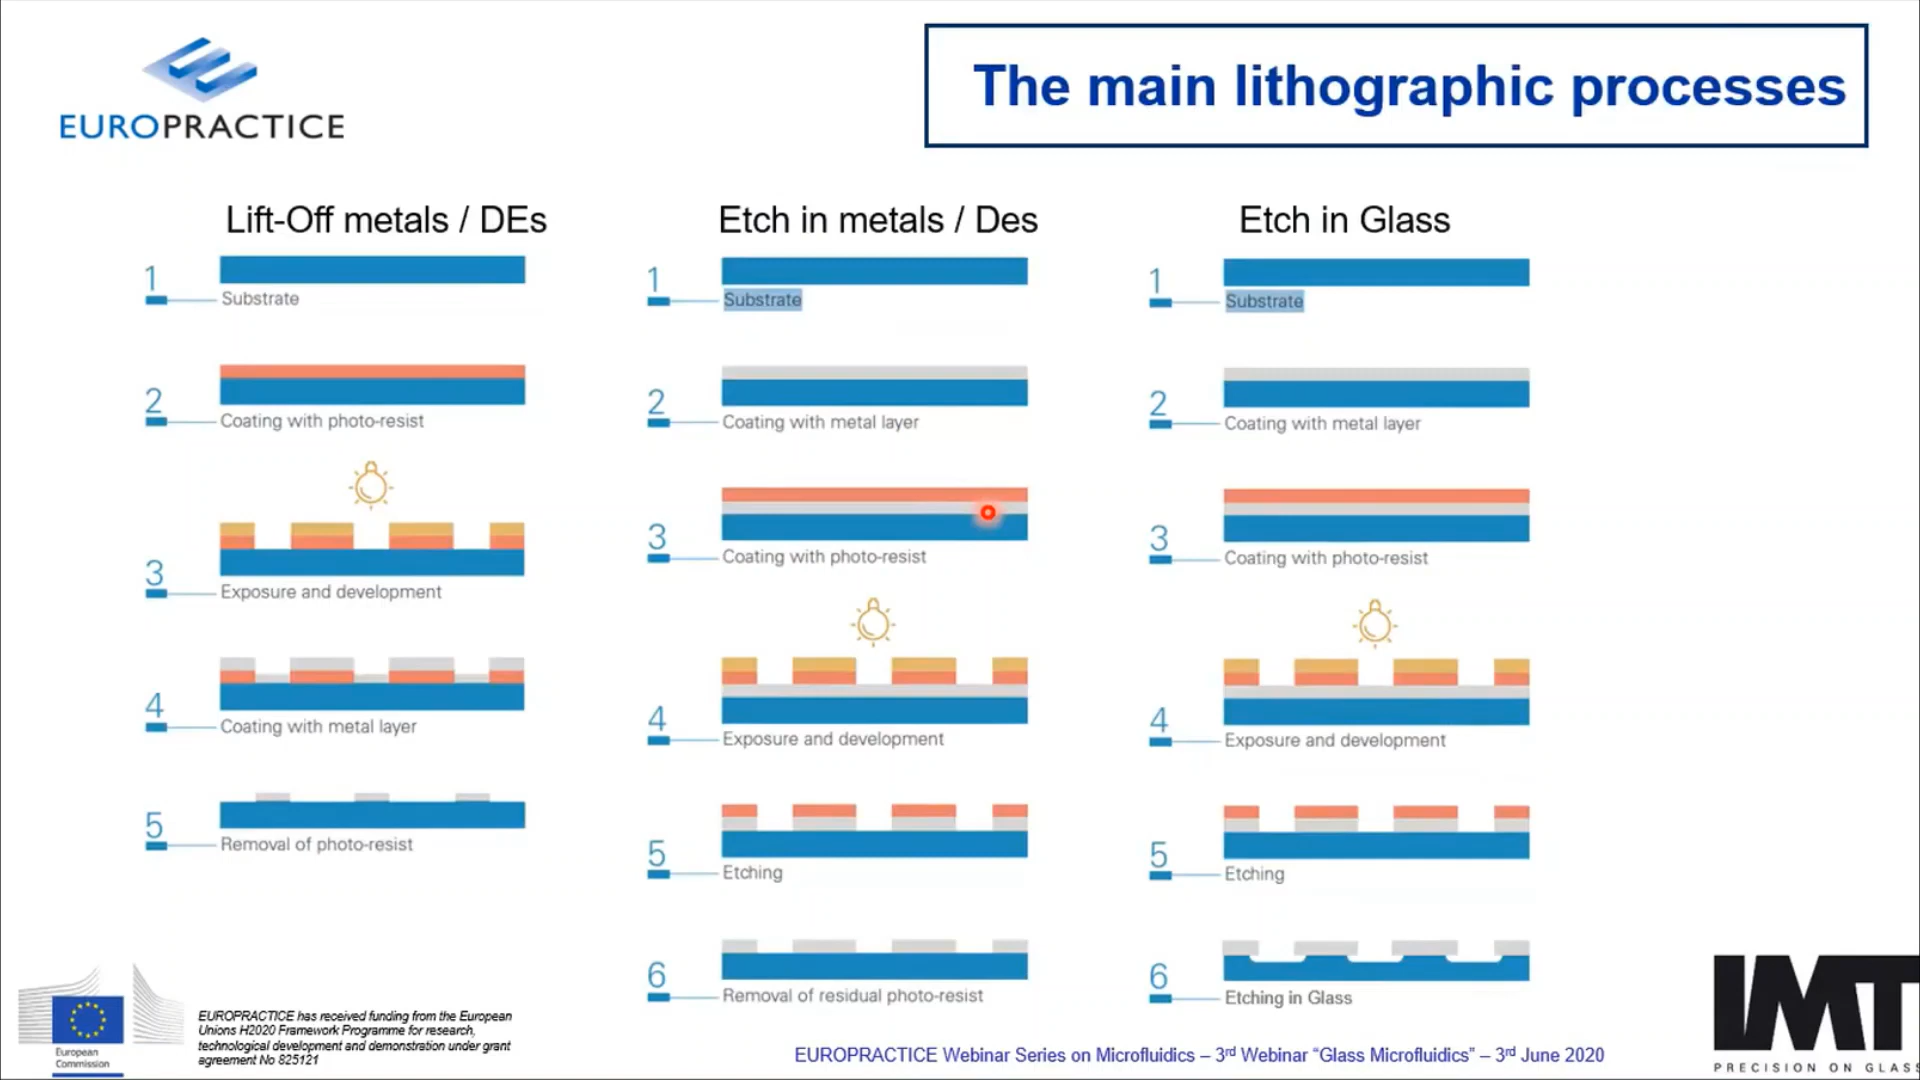 EUROPRACTICE
The main lithographic processes
Lift-Off metals / DEs
1
Substrate
2
Coating with photo-resist
3
Exposure and development
4
Coating with metal layer
5
Removal of photo-resist
Etch in metals / Des
1
Substrate
2
Coating with metal layer
3
Coating with photo-resist
4
Exposure and development
5
Etching
6
Removal of residual photo-resist
Etch in Glass
1
Substrate
2
Coating with metal layer
3
Coating with photo-resist
4
Exposure and development
5
Etching
6
Etching in Glass
European
Commission
EUROPRACTICE has received funding from the European
Unions H2020 Framework Programme for research,
technological development and demonstration under grant
agreement No 825121
EUROPRACTICE Webinar Series on Microfluidics – 3rd Webinar “Glass Microfluidics” – 3rd June 2020
IMT
PRECISION ON GLASS